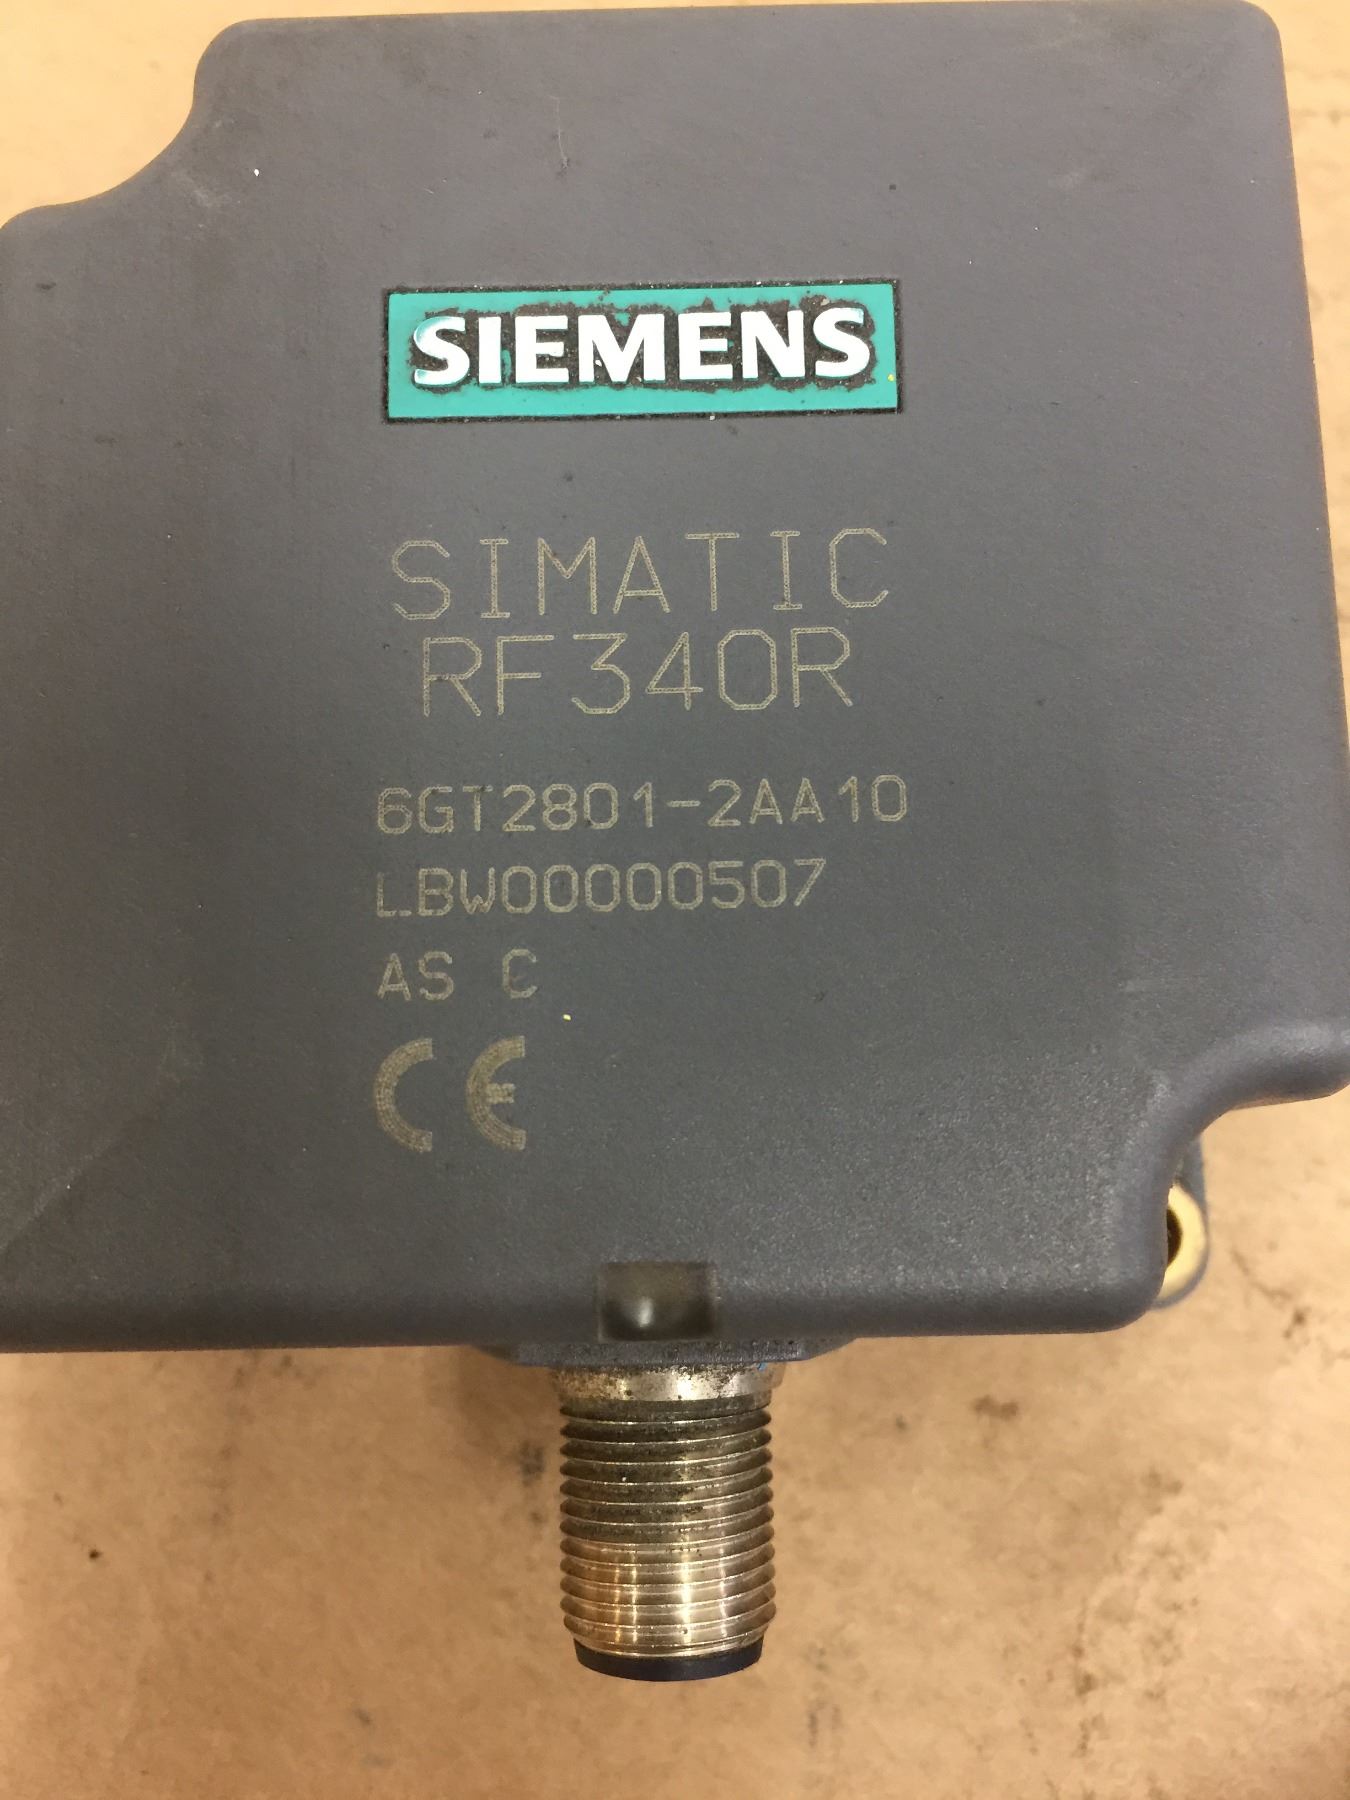 SIEMENS
SIMATIC
RF340R
6GT2801-2AA10
LBW00000507
AS C
CE